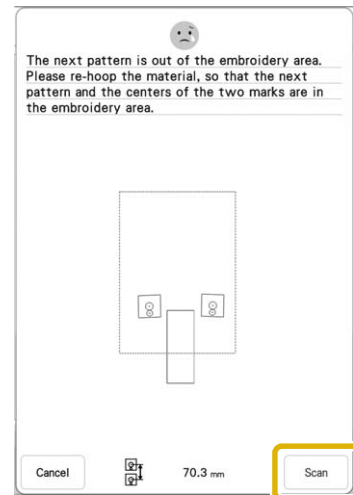 The next pattern is out of the embroidery area.
Please re-hoop the material, so that the next
pattern and the centers of the two marks are in
the embroidery area.
Cancel
70.3 mm
Scan